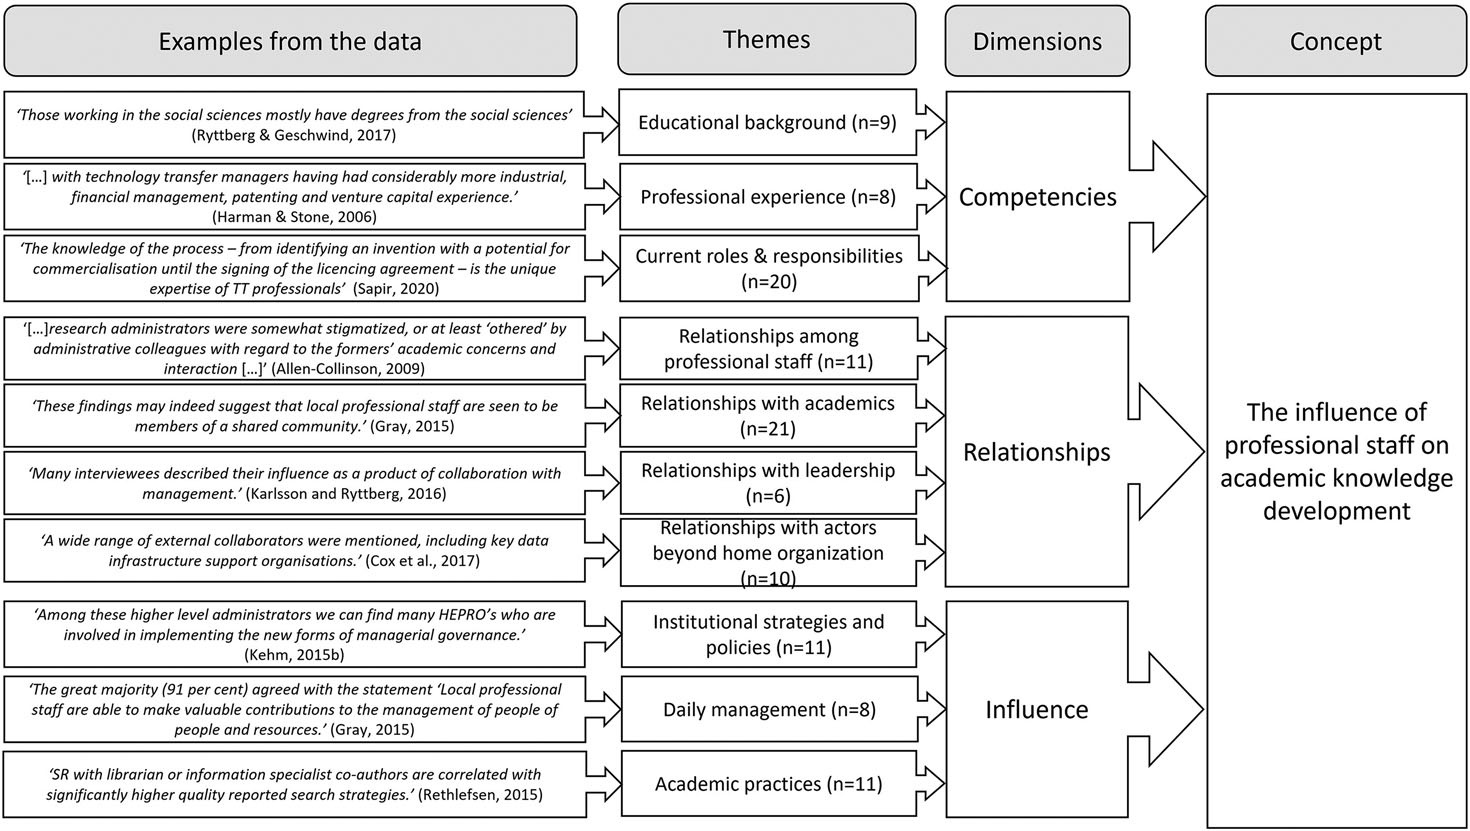 Examples from the data
Themes
Dimensions
Concept
‘Those working in the social sciences mostly have degrees from the social sciences’
(Ryttberg & Geschwind, 2017)
Educational background (n=9)
‘[…] with technology transfer managers having had considerably more industrial,
financial management, patenting and venture capital experience.’
(Harman & Stone, 2006)
Professional experience (n=8)
‘The knowledge of the process – from identifying an invention with a potential for
commercialisation until the signing of the licencing agreement – is the unique
expertise of TT professionals’ (Sapir, 2020)
Current roles & responsibilities
(n=20)
Competencies
‘[…]research administrators were somewhat stigmatized, or at least ‘othered’ by
administrative colleagues with regard to the formers’ academic concerns and
interaction […]’ (Allen-Collinson, 2009)
Relationships among
professional staff (n=11)
‘These findings may indeed suggest that local professional staff are seen to be
members of a shared community.’ (Gray, 2015)
Relationships with academics
(n=21)
‘Many interviewees described their influence as a product of collaboration with
management.’ (Karlsson and Ryttberg, 2016)
Relationships with leadership
(n=6)
‘A wide range of external collaborators were mentioned, including key data
infrastructure support organisations.’ (Cox et al., 2017)
Relationships with actors
beyond home organization
(n=10)
Relationships
‘Among these higher level administrators we can find many HEPRO’s who are
involved in implementing the new forms of managerial governance.’
(Kehm, 2015b)
Institutional strategies and
policies (n=11)
‘The great majority (91 per cent) agreed with the statement ‘Local professional
staff are able to make valuable contributions to the management of people of
people and resources.’ (Gray, 2015)
Daily management (n=8)
‘SR with librarian or information specialist co-authors are correlated with
significantly higher quality reported search strategies.’ (Rethlefsen, 2015)
Academic practices (n=11)
Influence
The influence of
professional staff on
academic knowledge
development